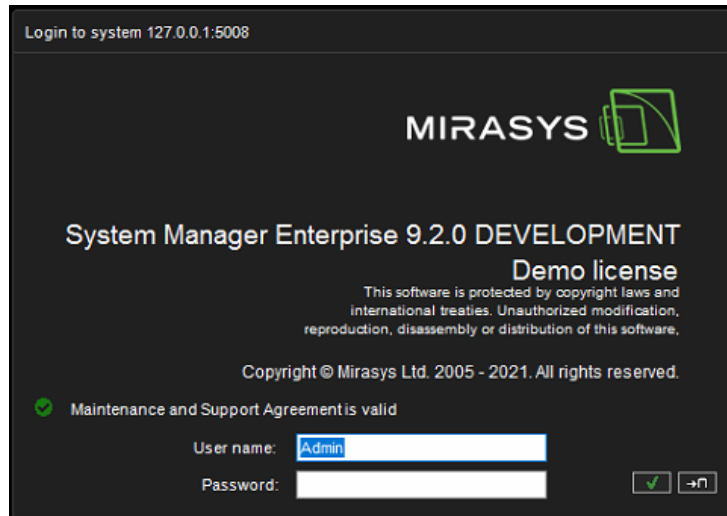 Login to system 127.0.0.1:5008
MIRASYS
System Manager Enterprise 9.2.0 DEVELOPMENT
Demo license
This software is protected by copyright laws and
international treaties. Unauthorized modification,
reproduction, disassembly or distribution of this software,
Copyright © Mirasys Ltd. 2005 - 2021. All rights reserved.
Maintenance and Support Agreement is valid
User name: Admin
Password: